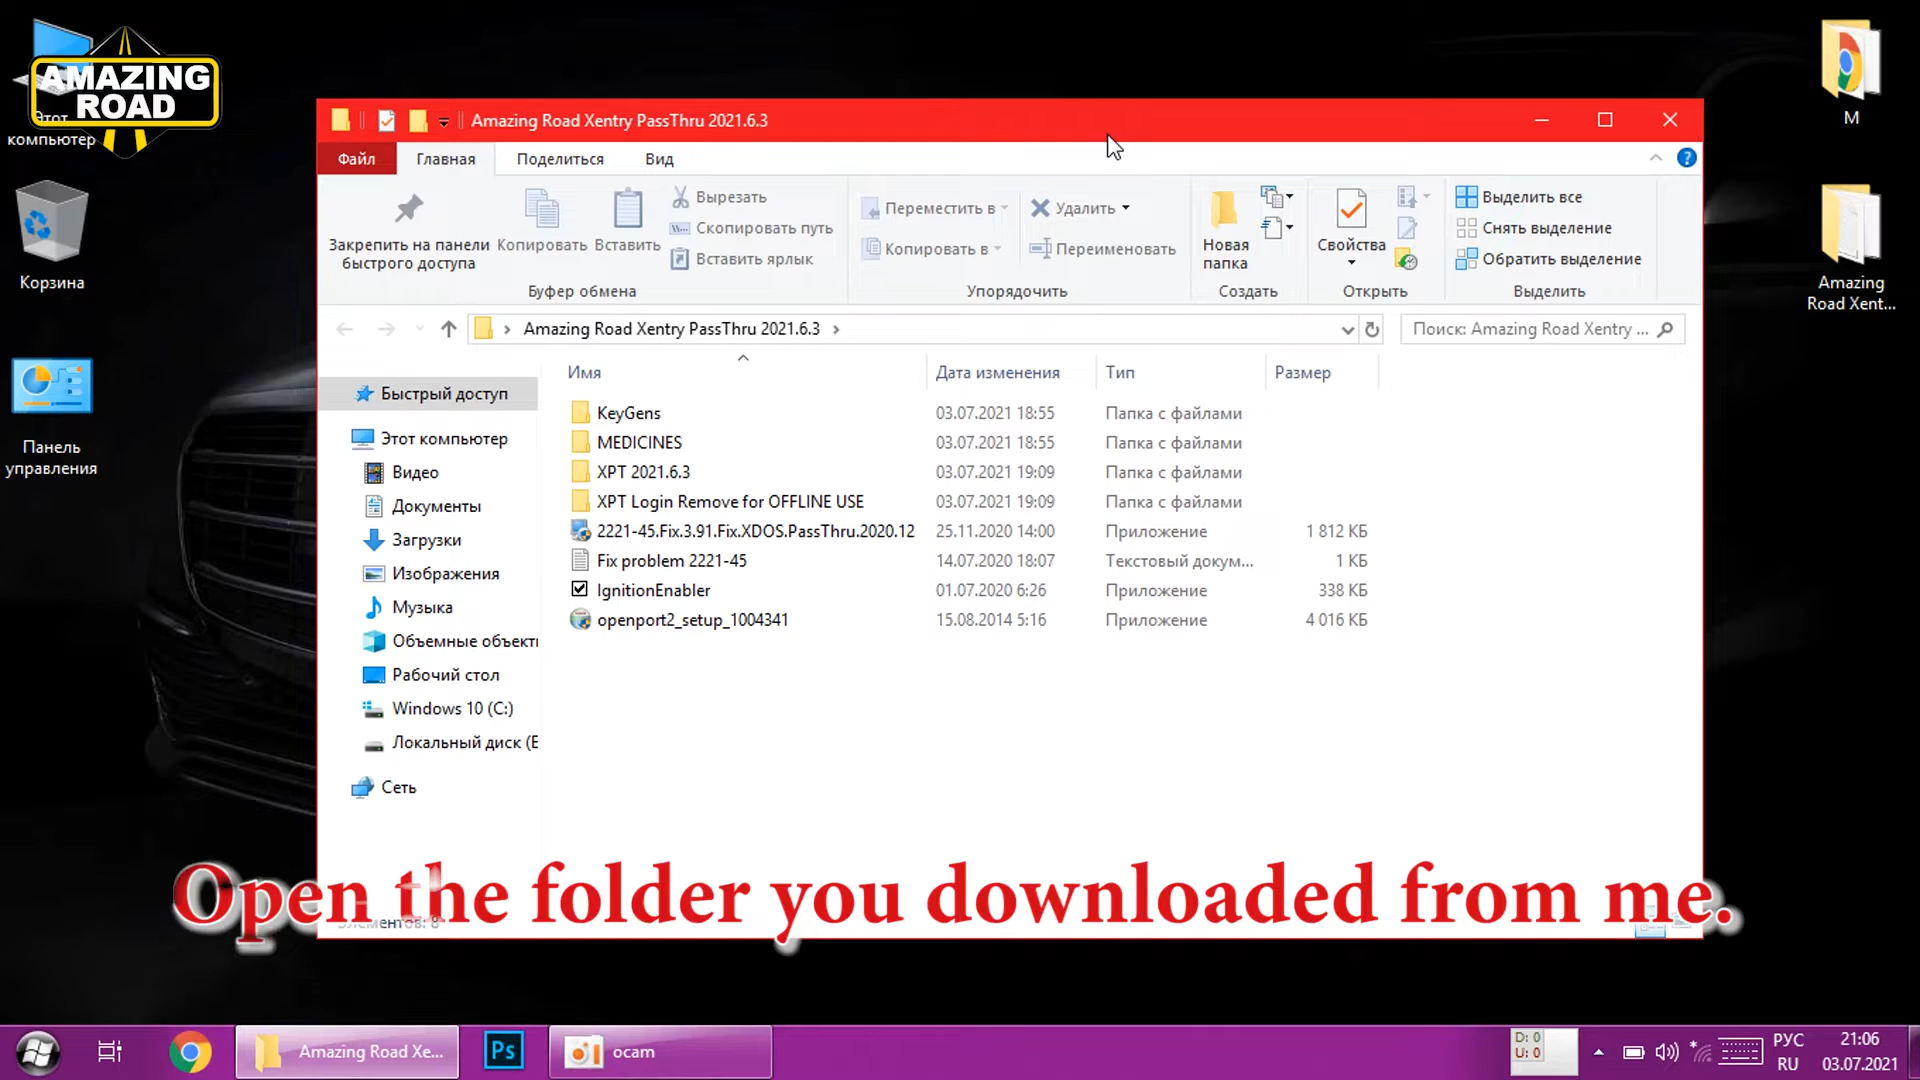 AMAZING
ROAD
Этот
компьютер
Корзина
Панель
управления
M
Amazing
Road Xent...
Amazing Road Xentry PassThru 2021.6.3
Файл Главная Поделиться Вид
Закрепить на панели
быстрого доступа
Копировать
Вставить
Вырезать
Скопировать путь
Вставить ярлык
Буфер обмена
Переместить в
Копировать в
Удалить
Переименовать
Упорядочить
Новая
папка
Создать
Свойства
Открыть
Выделить все
Снять выделение
Обратить выделение
Выделить
Amazing Road Xentry PassThru 2021.6.3
Поиск: Amazing Road Xentry ...
Имя Дата изменения Тип Размер
KeyGens 03.07.2021 18:55 Папка с файлами
MEDICINES 03.07.2021 18:55 Папка с файлами
XPT 2021.6.3 03.07.2021 19:09 Папка с файлами
XPT Login Remove for OFFLINE USE 03.07.2021 19:09 Папка с файлами
2221-45.Fix.3.91.Fix.XDOS.PassThru.2020.12 25.11.2020 14:00 Приложение 1 812 КБ
Fix problem 2221-45 14.07.2020 18:07 Текстовый докум... 1 КБ
IgnitionEnabler 01.07.2020 6:26 Приложение 338 КБ
openport2_setup_1004341 15.08.2014 5:16 Приложение 4 016 КБ
Быстрый доступ
Этот компьютер
Видео
Документы
Загрузки
Изображения
Музыка
Объемные объекти
Рабочий стол
Windows 10 (C:)
Локальный диск (E
Сеть
Элементов: 8
Open the folder you downloaded from me.
Amazing Road Xe...
Ps
ocam
D: 0
U: 0
РУС
RU
21:06
03.07.2021